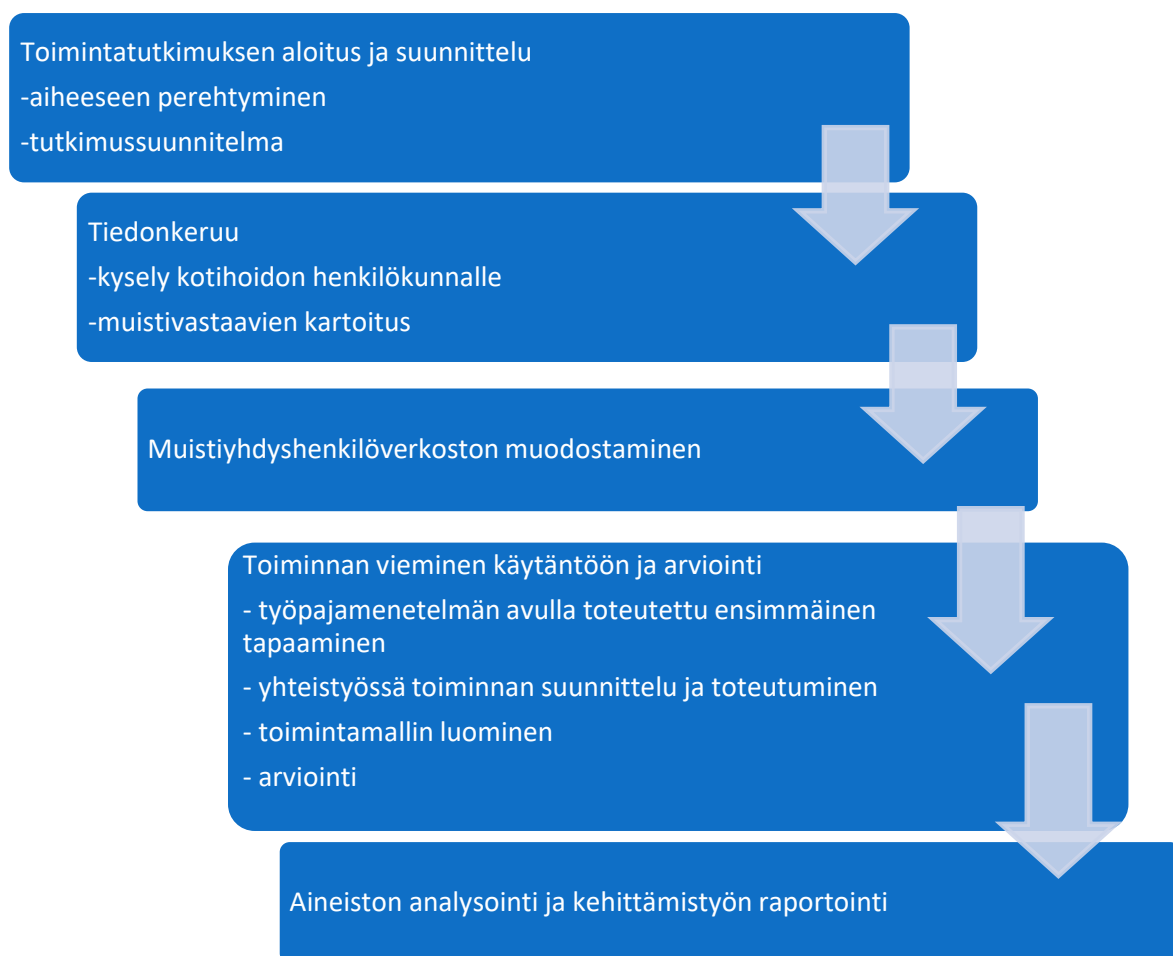 Toimintatutkimuksen aloitus ja suunnittelu
-aiheeseen perehtyminen
-tutkimussuunnitelma
Tiedonkeruu
-kysely kotihoidon henkilökunnalle
-muistivastaavien kartoitus
Muistiyhdyshenkilöverkoston muodostaminen
Toiminnan vieminen käytäntöön ja arviointi
- työpajamenetelmän avulla toteutettu ensimmäinen
tapaaminen
- yhteistyössä toiminnan suunnittelu ja toteutuminen
- toimintamallin luominen
- arviointi
Aineiston analysointi ja kehittämistyön raportointi